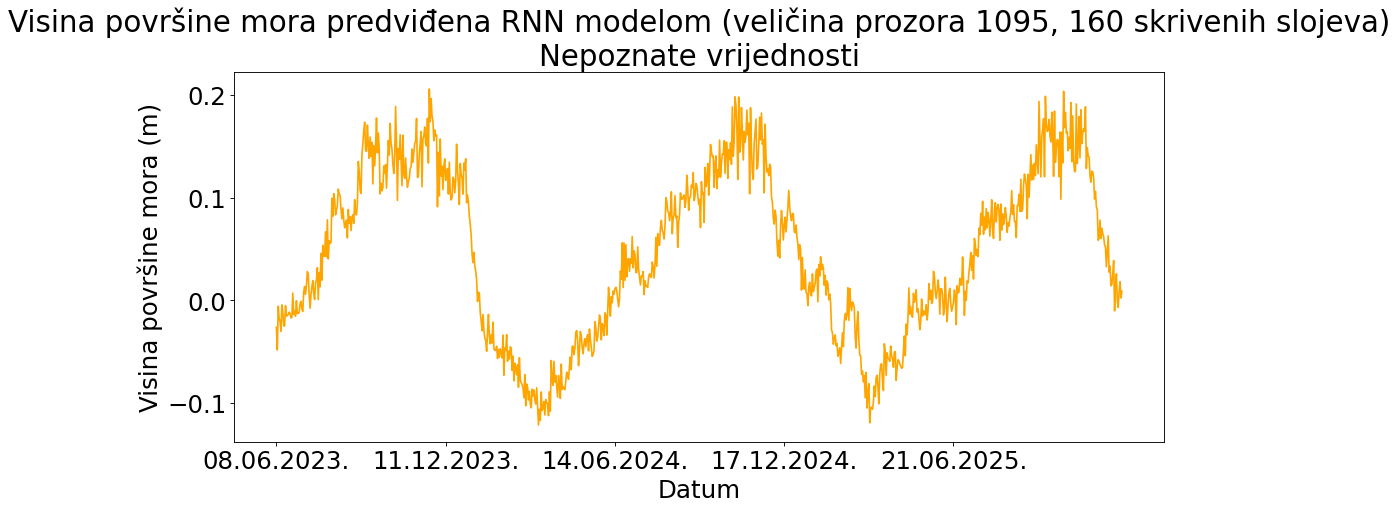 Visina površine mora predviđena RNN modelom (veličina prozora 1095, 160 skrivenih slojeva)
Nepoznate vrijednosti
Visina površine mora (m)
0.2
0.1
0.0
−0.1
08.06.2023. 11.12.2023. 14.06.2024. 17.12.2024. 21.06.2025.
Datum